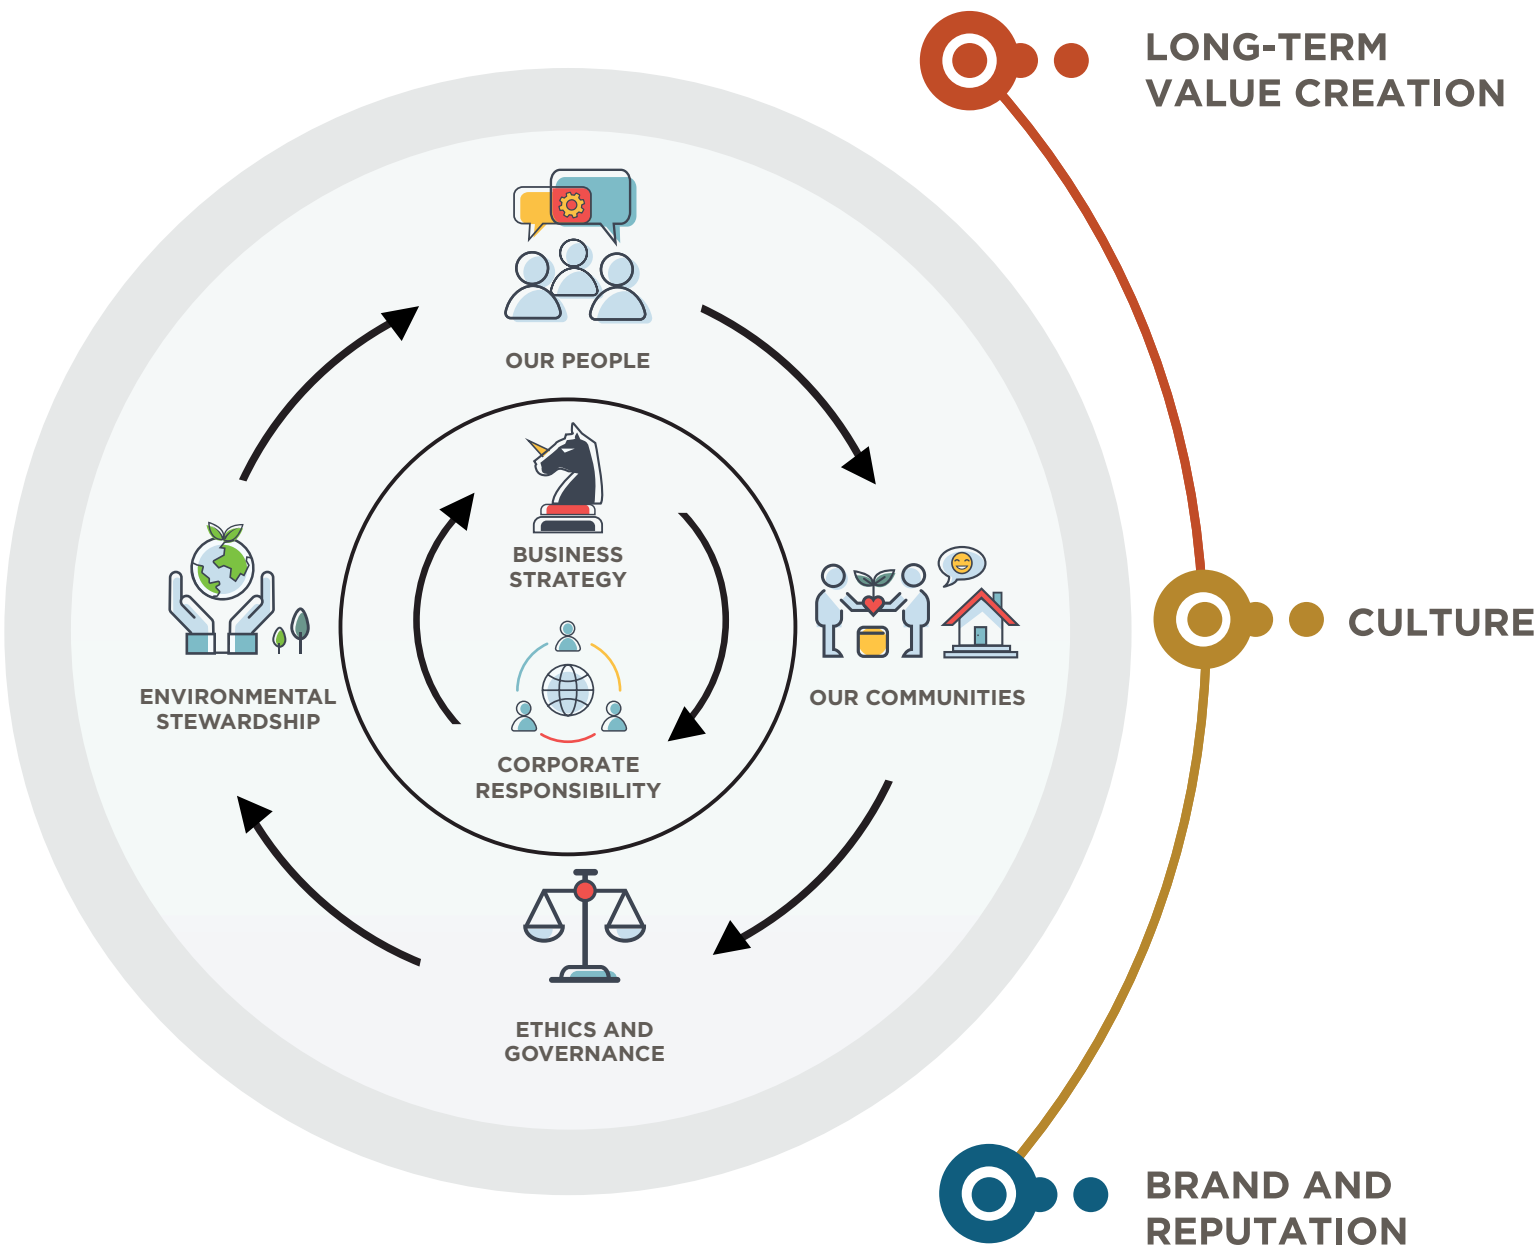 LONG-TERM
VALUE CREATION
OUR PEOPLE
BUSINESS
STRATEGY
CULTURE
ENVIRONMENTAL
STEWARDSHIP
OUR COMMUNITIES
CORPORATE
RESPONSIBILITY
ETHICS AND
GOVERNANCE
BRAND AND
REPUTATION